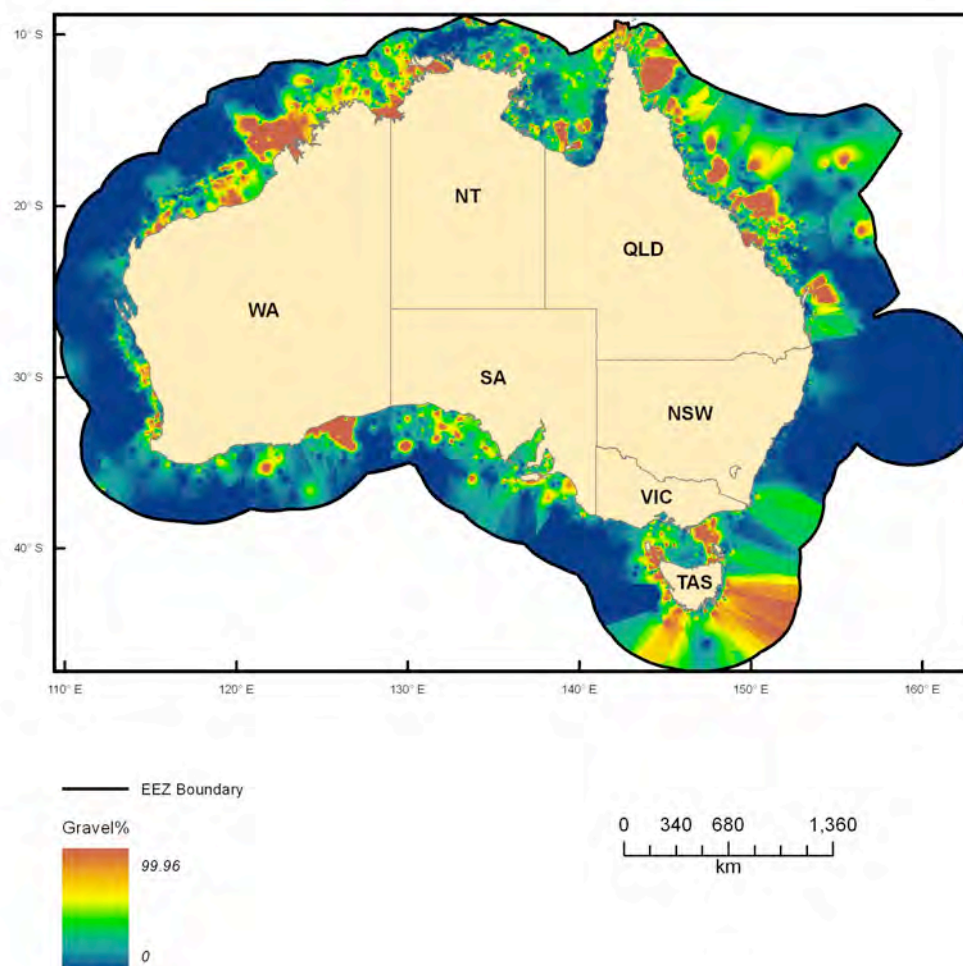 10° S
20° S
30° S
40° S
NT
QLD
WA
SA
NSW
VIC
TAS
110° E
120° E
130° E
140° E
150° E
160° E
EEZ Boundary
Gravel%
99.96
0
0 340 680 1,360
km